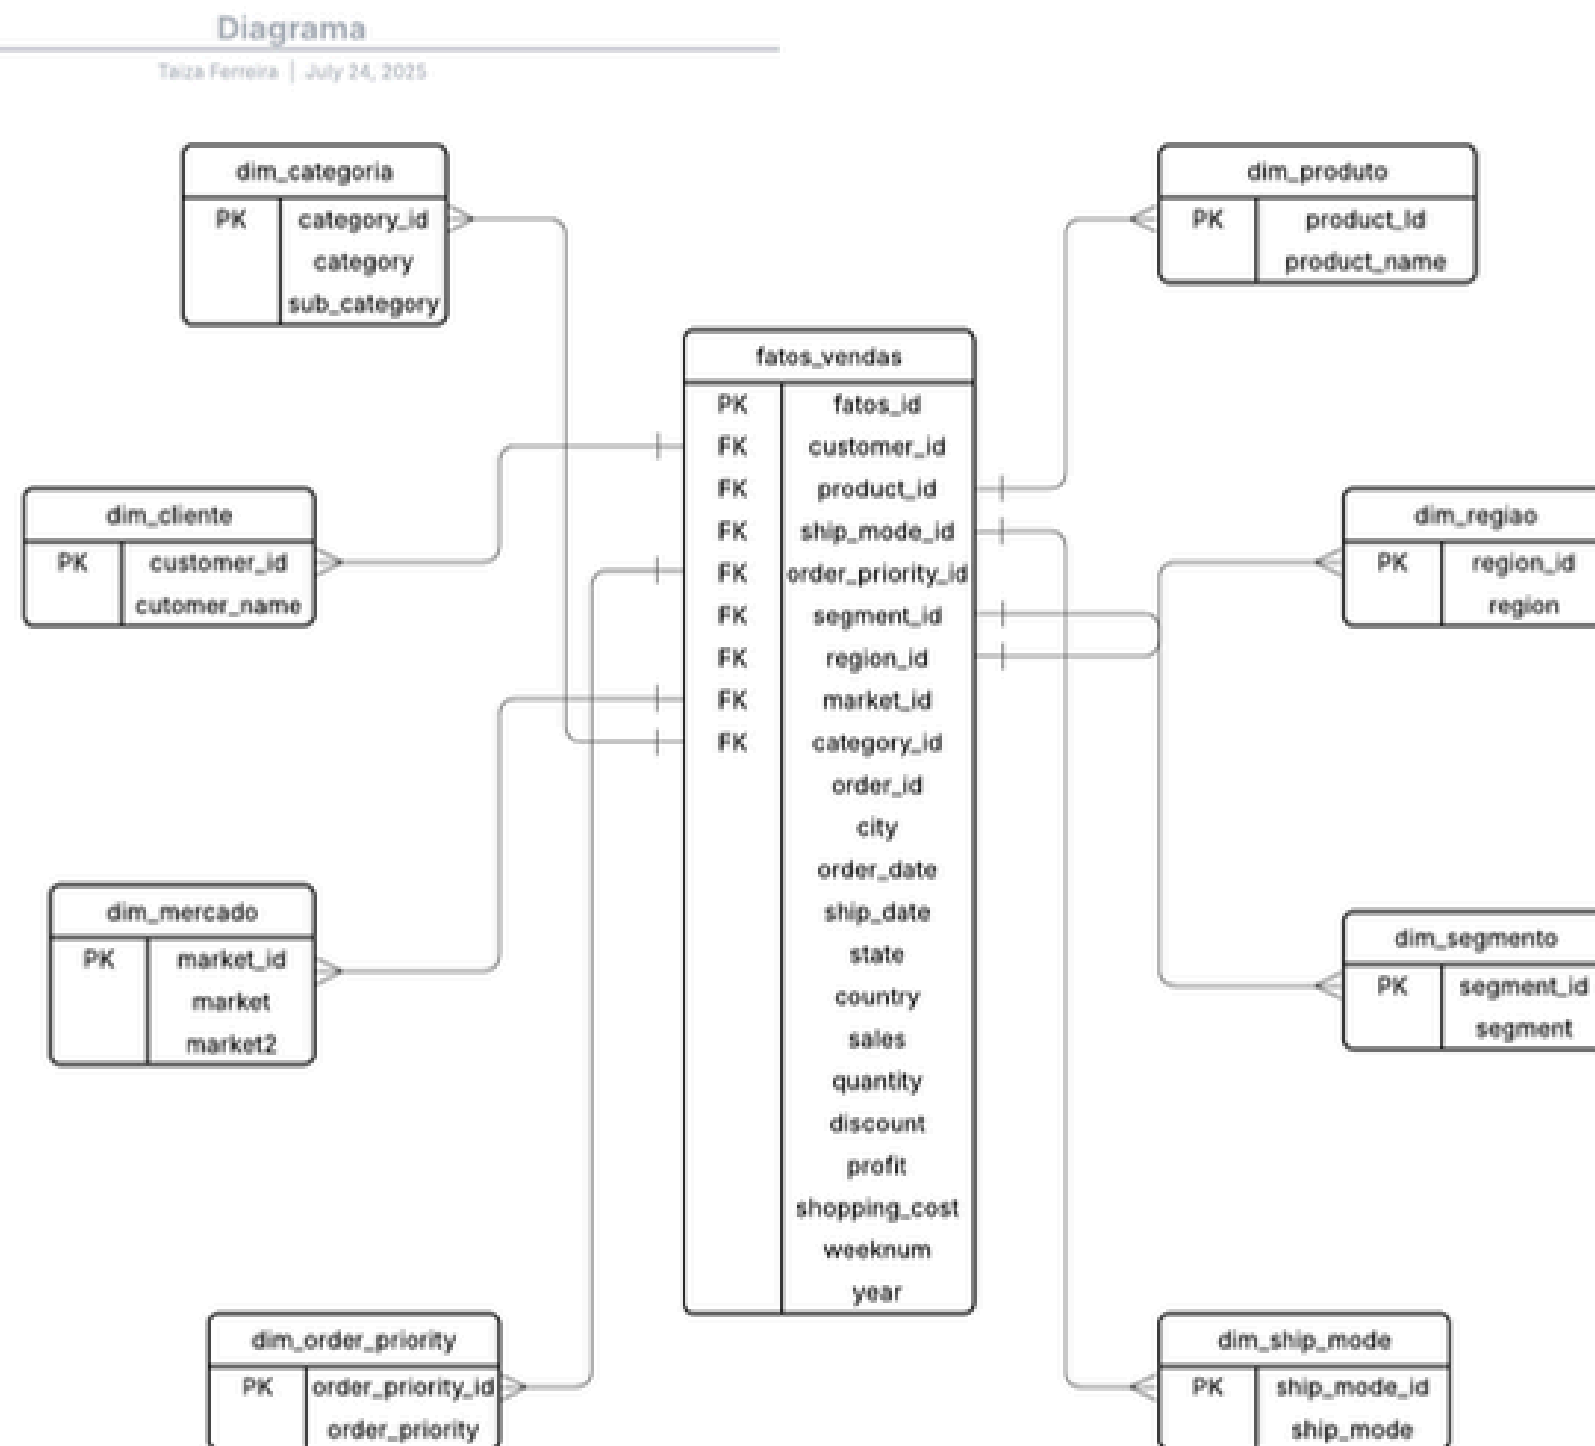 Diagrama
Taiza Ferreira | July 24, 2025
dim_categoria
PK category_id
category
sub_category
dim_produto
PK product_Id
product_name
fatos_vendas
PK fatos_id
FK customer_id
FK product_id
FK ship_mode_id
FK order_priority_id
FK segment_id
FK region_id
FK market_id
FK category_id
order_id
city
order_date
ship_date
state
country
sales
quantity
discount
profit
shopping_cost
weeknum
year
dim_cliente
PK customer_id
cutomer_name
dim_regiao
PK region_id
region
dim_mercado
PK market_id
market
market2
dim_segmento
PK segment_id
segment
dim_order_priority
PK order_priority_id
order_priority
dim_ship_mode
PK ship_mode_id
ship_mode